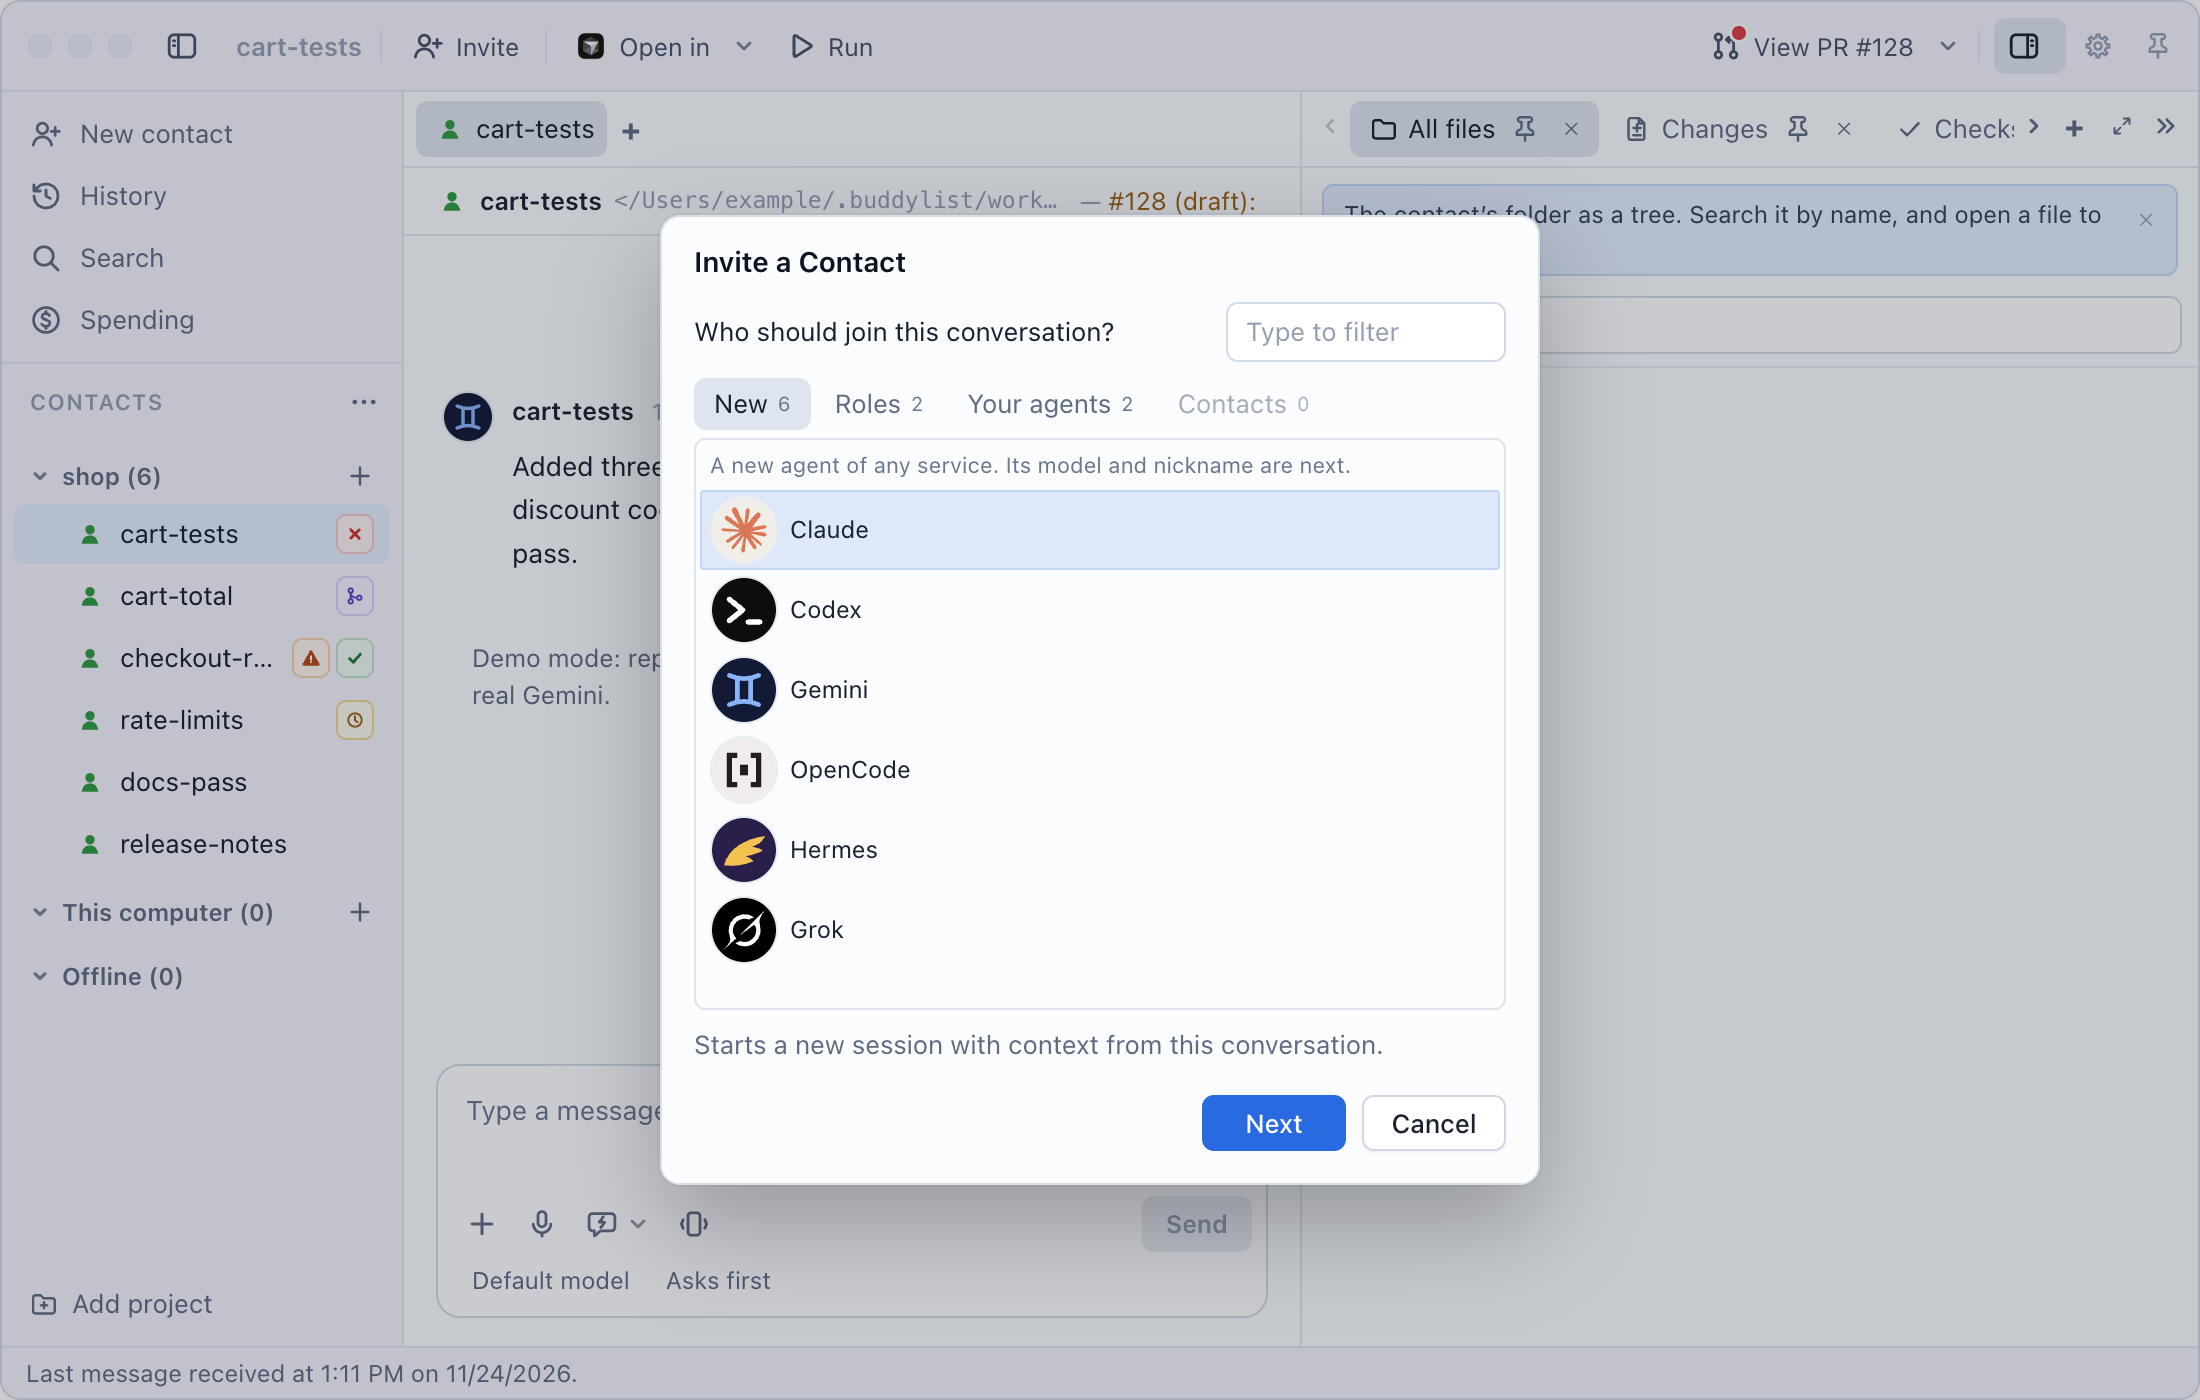 cart-tests
Invite
Open in
Run
View PR #128
New contact
History
Search
Spending
CONTACTS
shop (6)
cart-tests
cart-total
checkout-r...
rate-limits
docs-pass
release-notes
This computer (0)
Offline (0)
Add project
cart-tests
cart-tests </Users/example/.buddylist/work… — #128 (draft):
cart-tests
Added three
discount co
pass.
Demo mode: rep
real Gemini.
Type a message
Send
Default model Asks first
All files
Changes
Checks
The contact's folder as a tree. Search it by name, and open a file to
Invite a Contact
Who should join this conversation?
Type to filter
New 6
Roles 2
Your agents 2
Contacts 0
A new agent of any service. Its model and nickname are next.
Claude
Codex
Gemini
OpenCode
Hermes
Grok
Starts a new session with context from this conversation.
Next
Cancel
Last message received at 1:11 PM on 11/24/2026.